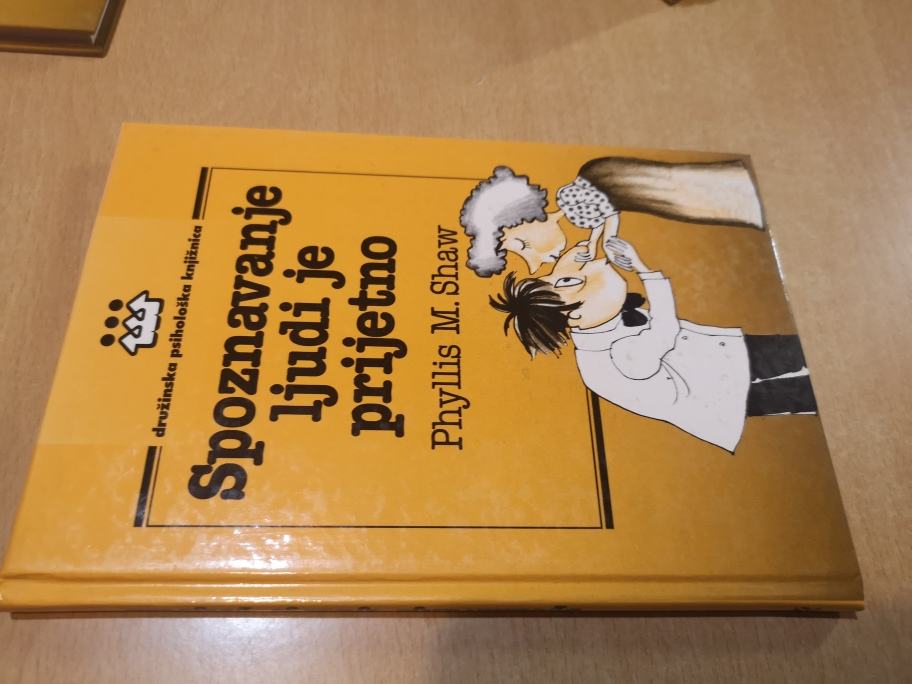 družinska psihološka knjižnica
Spoznavanje
ljudi je
prijetno
Phyllis M. Shaw